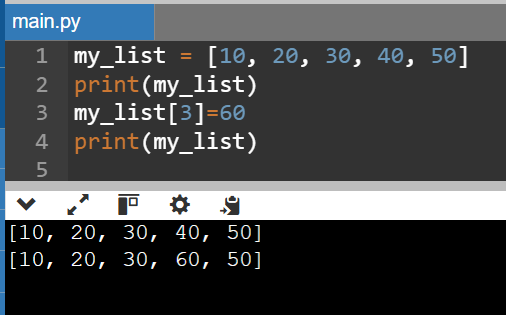 main.py
1 my_list = [10, 20, 30, 40, 50]
2 print(my_list)
3 my_list[3]=60
4 print(my_list)
5
[10, 20, 30, 40, 50]
[10, 20, 30, 60, 50]